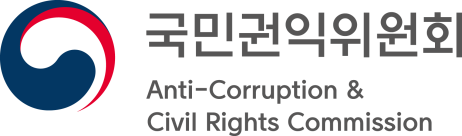 국민권익위원회
Anti-Corruption &
Civil Rights Commission